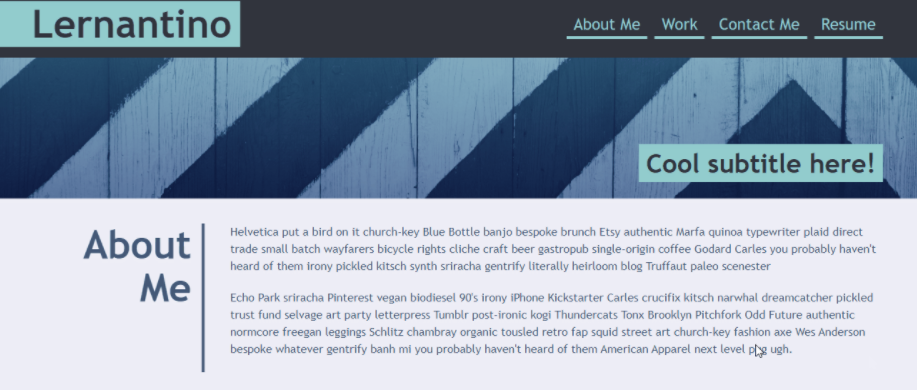 Lernantino
About Me Work Contact Me Resume
Cool subtitle here!
About
Me
Helvetica put a bird on it church-key Blue Bottle banjo bespoke brunch Etsy authentic Marfa quinoa typewriter plaid direct
trade small batch wayfarers bicycle rights cliche craft beer gastropub single-origin coffee Godard Carles you probably haven't
heard of them irony pickled kitsch synth sriracha gentrify literally heirloom blog Truffaut paleo scenester
Echo Park sriracha Pinterest vegan biodiesel 90's irony iPhone Kickstarter Carles crucifix kitsch narwhal dreamcatcher pickled
trust fund selvage art party letterpress Tumblr post-ironic kogi Thundercats Tonx Brooklyn Pitchfork Odd Future authentic
normcore freegan leggings Schlitz chambray organic tousled retro fap squid street art church-key fashion axe Wes Anderson
bespoke whatever gentrify banh mi you probably haven't heard of them American Apparel next level ugh.